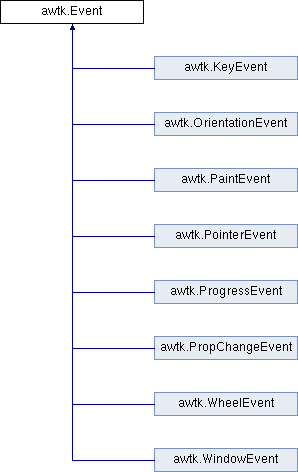 awtk.Event
awtk.KeyEvent
awtk.OrientationEvent
awtk.PaintEvent
awtk.PointerEvent
awtk.ProgressEvent
awtk.PropChangeEvent
awtk.WheelEvent
awtk.WindowEvent